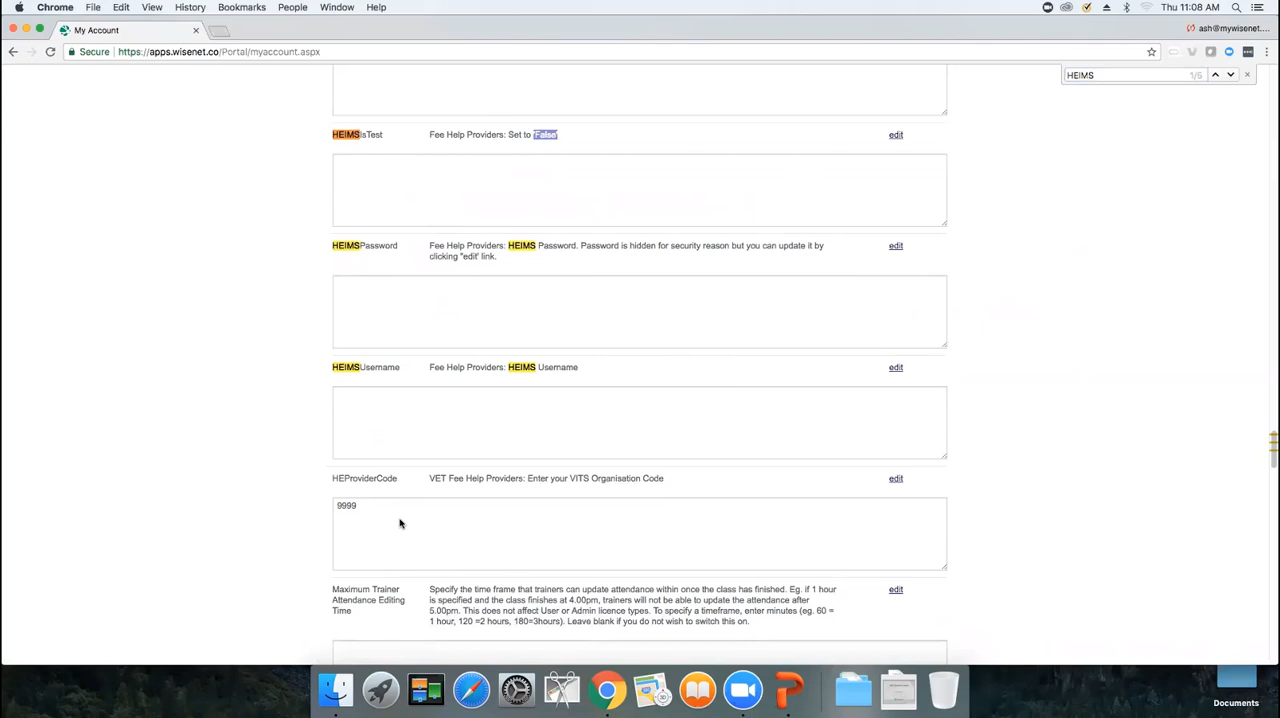 Chrome File Edit View History Bookmarks People Window Help
Thu 11:08 AM
My Account
ash@mywisenet....
Secure https://apps.wisenet.co/Portal/myaccount.aspx
HEIMS 1/5
HEIMSIsTest Fee Help Providers: Set to 'False' edit
HEIMSPassword Fee Help Providers: HEIMS Password. Password is hidden for security reason but you can update it by edit
clicking "edit' link.
HEIMSUsername Fee Help Providers: HEIMS Username edit
HEProviderCode VET Fee Help Providers: Enter your VITS Organisation Code edit
9999
Maximum Trainer Specify the time frame that trainers can update attendance within once the class has finished. Eg. if 1 hour edit
Attendance Editing is specified and the class finishes at 4.00pm, trainers will not be able to update the attendance after
Time 5.00pm. This does not affect User or Admin licence types. To specify a timeframe, enter minutes (eg. 60 =
1 hour, 120 =2 hours, 180=3hours). Leave blank if you do not wish to switch this on.
Documents